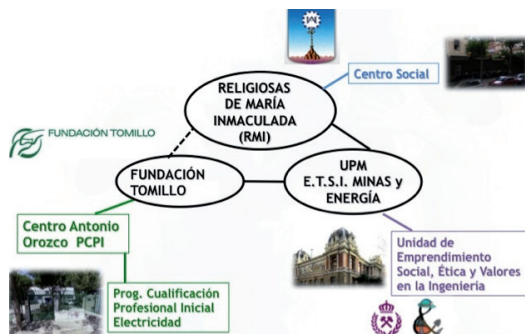 Centro Social
RELIGIOSAS
DE MARÍA
INMACULADA
(RMI)
FUNDACIÓN TOMILLO
FUNDACIÓN
TOMILLO
UPM
E.T.S.I. MINAS y
ENERGÍA
Centro Antonio
Orozco PCPI
Prog. Cualificación
Profesional Inicial
Electricidad
Unidad de
Emprendimiento
Social, Ética y Valores
en la Ingeniería